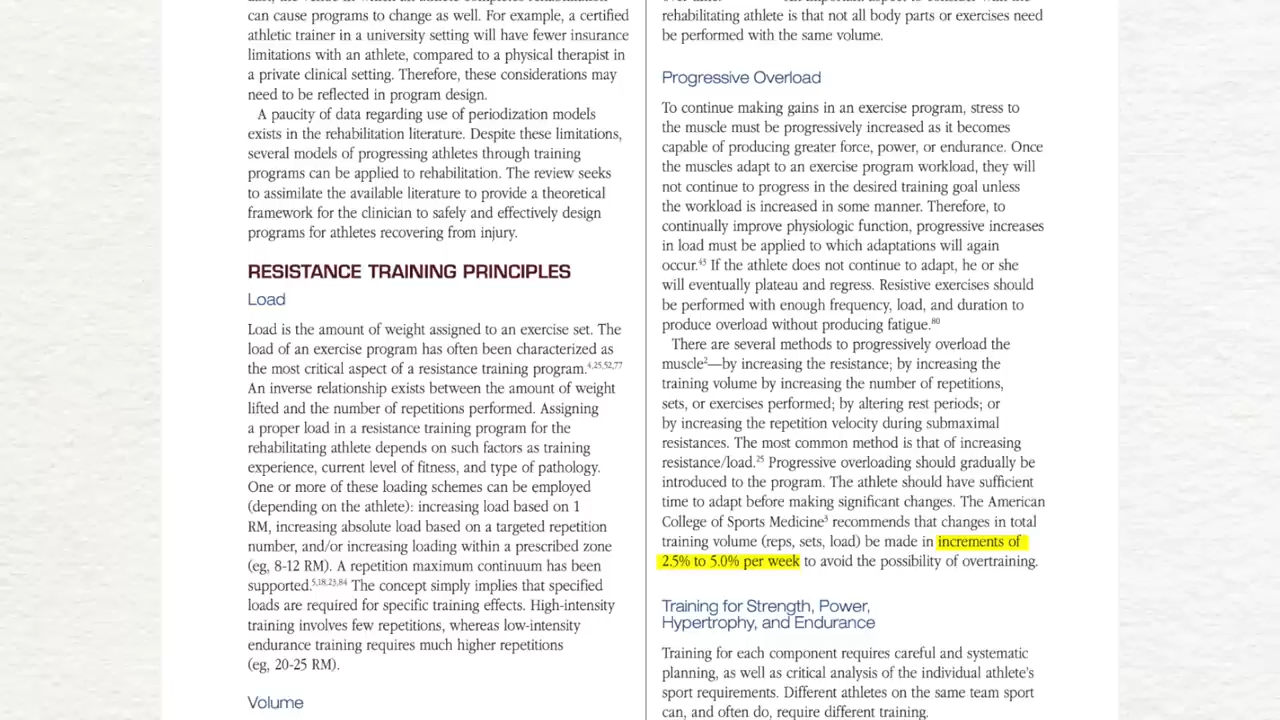 can cause programs to change as well. For example, a certified
athletic trainer in a university setting will have fewer insurance
limitations with an athlete, compared to a physical therapist in
a private clinical setting. Therefore, these considerations may
need to be reflected in program design.
A paucity of data regarding use of periodization models
exists in the rehabilitation literature. Despite these limitations,
several models of progressing athletes through training
programs can be applied to rehabilitation. The review seeks
to assimilate the available literature to provide a theoretical
framework for the clinician to safely and effectively design
programs for athletes recovering from injury.
RESISTANCE TRAINING PRINCIPLES
Load
Load is the amount of weight assigned to an exercise set. The
load of an exercise program has often been characterized as
the most critical aspect of a resistance training program.4,25,52,77
An inverse relationship exists between the amount of weight
lifted and the number of repetitions performed. Assigning
a proper load in a resistance training program for the
rehabilitating athlete depends on such factors as training
experience, current level of fitness, and type of pathology.
One or more of these loading schemes can be employed
(depending on the athlete): increasing load based on 1
RM, increasing absolute load based on a targeted repetition
number, and/or increasing loading within a prescribed zone
(eg, 8-12 RM). A repetition maximum continuum has been
supported.5,18,23,84 The concept simply implies that specified
loads are required for specific training effects. High-intensity
training involves few repetitions, whereas low-intensity
endurance training requires much higher repetitions
(eg, 20-25 RM).
Volume
rehabilitating athlete is that not all body parts or exercises need
be performed with the same volume.
Progressive Overload
To continue making gains in an exercise program, stress to
the muscle must be progressively increased as it becomes
capable of producing greater force, power, or endurance. Once
the muscles adapt to an exercise program workload, they will
not continue to progress in the desired training goal unless
the workload is increased in some manner. Therefore, to
continually improve physiologic function, progressive increases
in load must be applied to which adaptations will again
occur.43 If the athlete does not continue to adapt, he or she
will eventually plateau and regress. Resistive exercises should
be performed with enough frequency, load, and duration to
produce overload without producing fatigue.80
There are several methods to progressively overload the
muscle2—by increasing the resistance; by increasing the
training volume by increasing the number of repetitions,
sets, or exercises performed; by altering rest periods; or
by increasing the repetition velocity during submaximal
resistances. The most common method is that of increasing
resistance/load.25 Progressive overloading should gradually be
introduced to the program. The athlete should have sufficient
time to adapt before making significant changes. The American
College of Sports Medicine3 recommends that changes in total
training volume (reps, sets, load) be made in increments of
2.5% to 5.0% per week to avoid the possibility of overtraining.
Training for Strength, Power,
Hypertrophy, and Endurance
Training for each component requires careful and systematic
planning, as well as critical analysis of the individual athlete's
sport requirements. Different athletes on the same team sport
can, and often do, require different training.